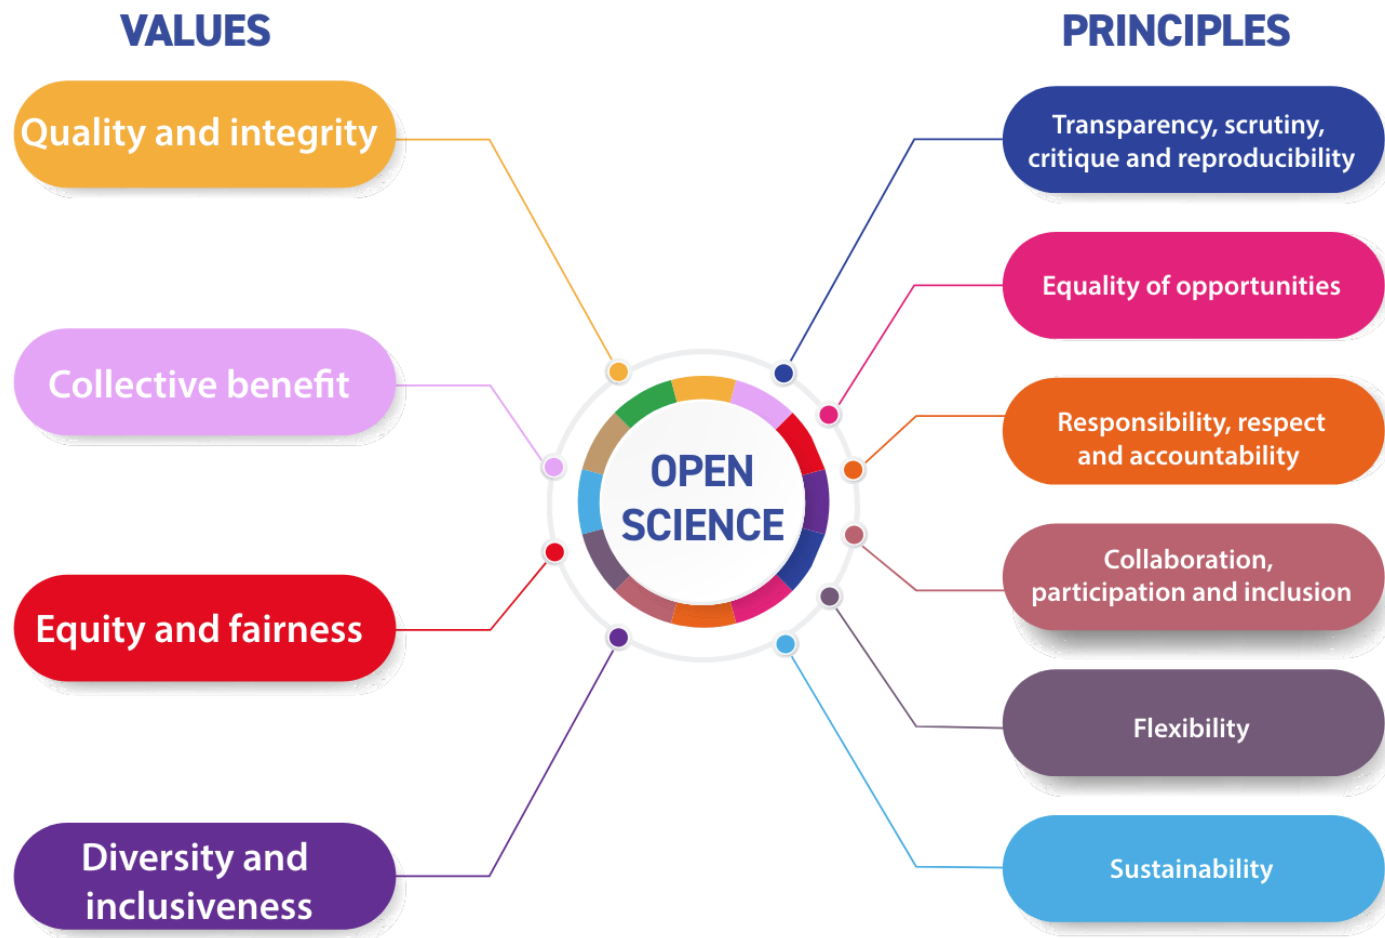 VALUES
Quality and integrity
Collective benefit
Equity and fairness
Diversity and
inclusiveness
OPEN
SCIENCE
PRINCIPLES
Transparency, scrutiny,
critique and reproducibility
Equality of opportunities
Responsibility, respect
and accountability
Collaboration,
participation and inclusion
Flexibility
Sustainability